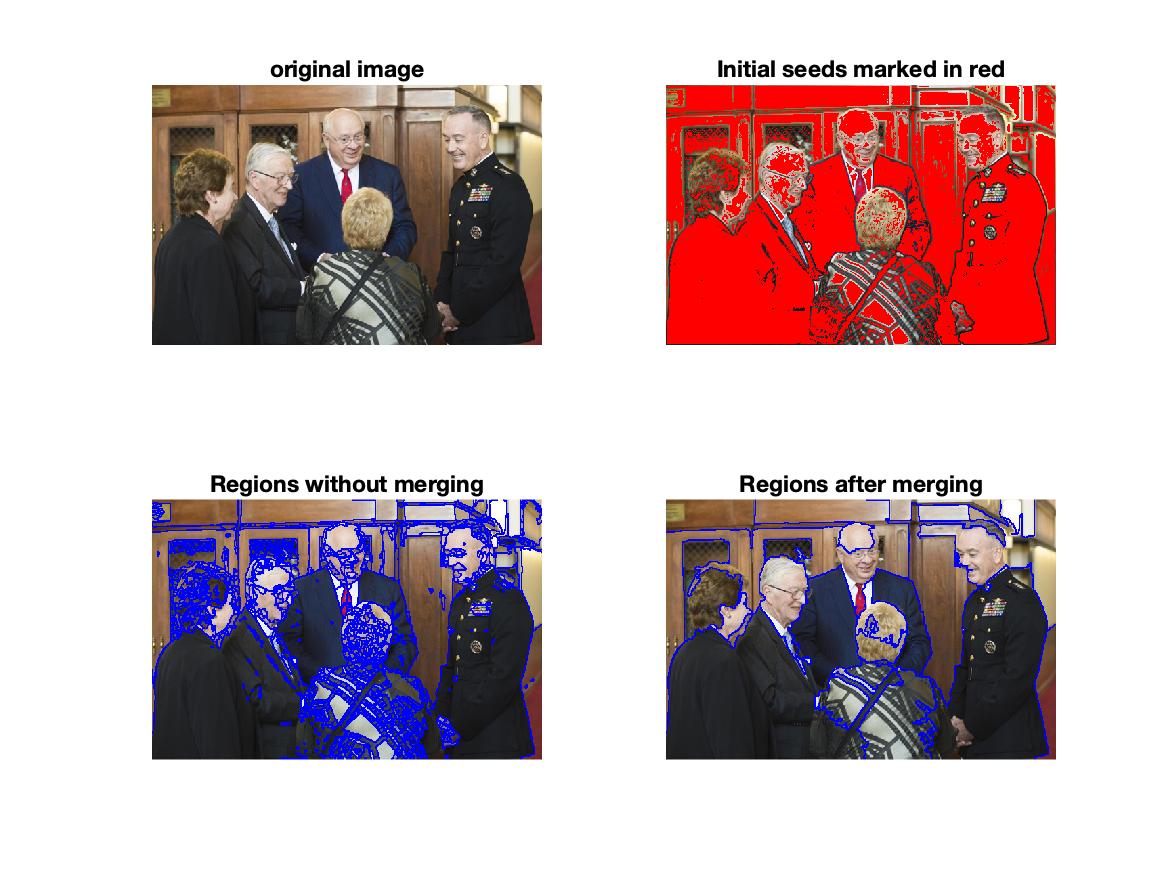 original image
Initial seeds marked in red
Regions without merging
Regions after merging